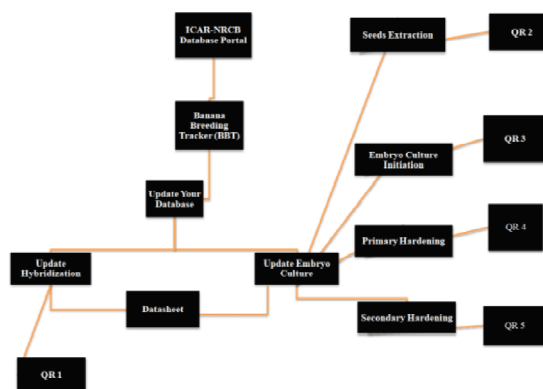 ICAR-NRCB
Database Portal
Seeds Extraction
QR 2
Banana
Breeding
Tracker (BBT)
Embryo Culture
Initiation
QR 3
Update Your
Database
Primary Hardening
QR 4
Update
Hybridization
Update Embryo
Culture
Datasheet
Secondary Hardening
QR 5
QR 1